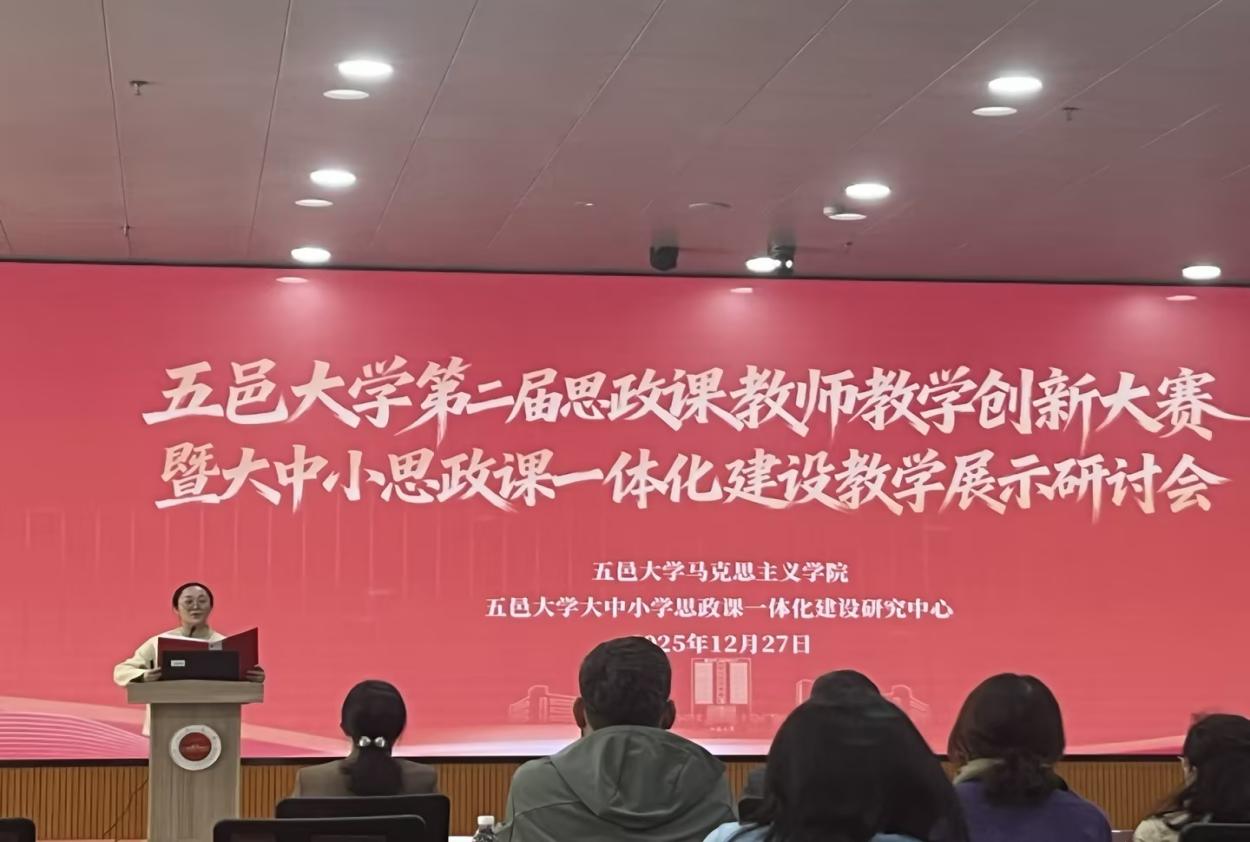 五邑大学第二届思政课教师教学创新大赛
暨大中小思政课一体化建设教学展示研讨会
五邑大学马克思主义学院
五邑大学大中小学思政课一体化建设研究中心
025年12月27日